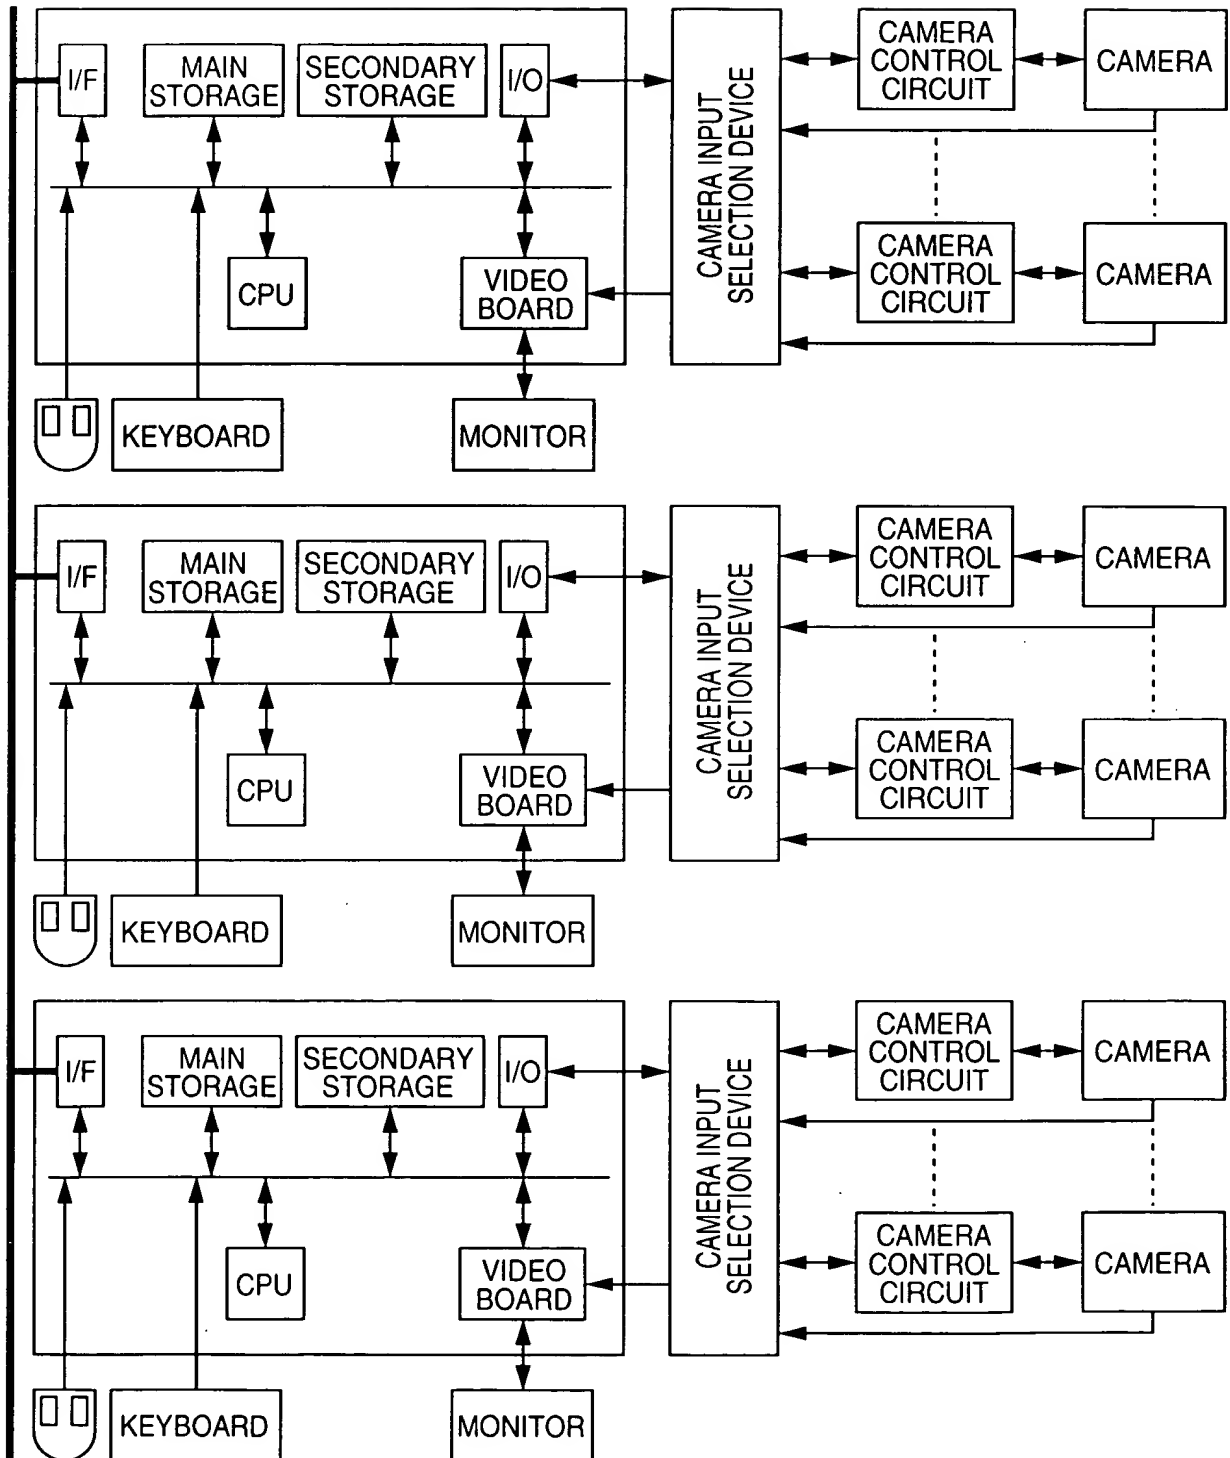 I/F
MAIN
STORAGE
SECONDARY
STORAGE
I/O
CAMERA INPUT
SELECTION DEVICE
CAMERA
CONTROL
CIRCUIT
CAMERA
CPU
VIDEO
BOARD
CAMERA
CONTROL
CIRCUIT
CAMERA
KEYBOARD
MONITOR
I/F
MAIN
STORAGE
SECONDARY
STORAGE
I/O
CAMERA INPUT
SELECTION DEVICE
CAMERA
CONTROL
CIRCUIT
CAMERA
CPU
VIDEO
BOARD
CAMERA
CONTROL
CIRCUIT
CAMERA
KEYBOARD
MONITOR
I/F
MAIN
STORAGE
SECONDARY
STORAGE
I/O
CAMERA INPUT
SELECTION DEVICE
CAMERA
CONTROL
CIRCUIT
CAMERA
CPU
VIDEO
BOARD
CAMERA
CONTROL
CIRCUIT
CAMERA
KEYBOARD
MONITOR